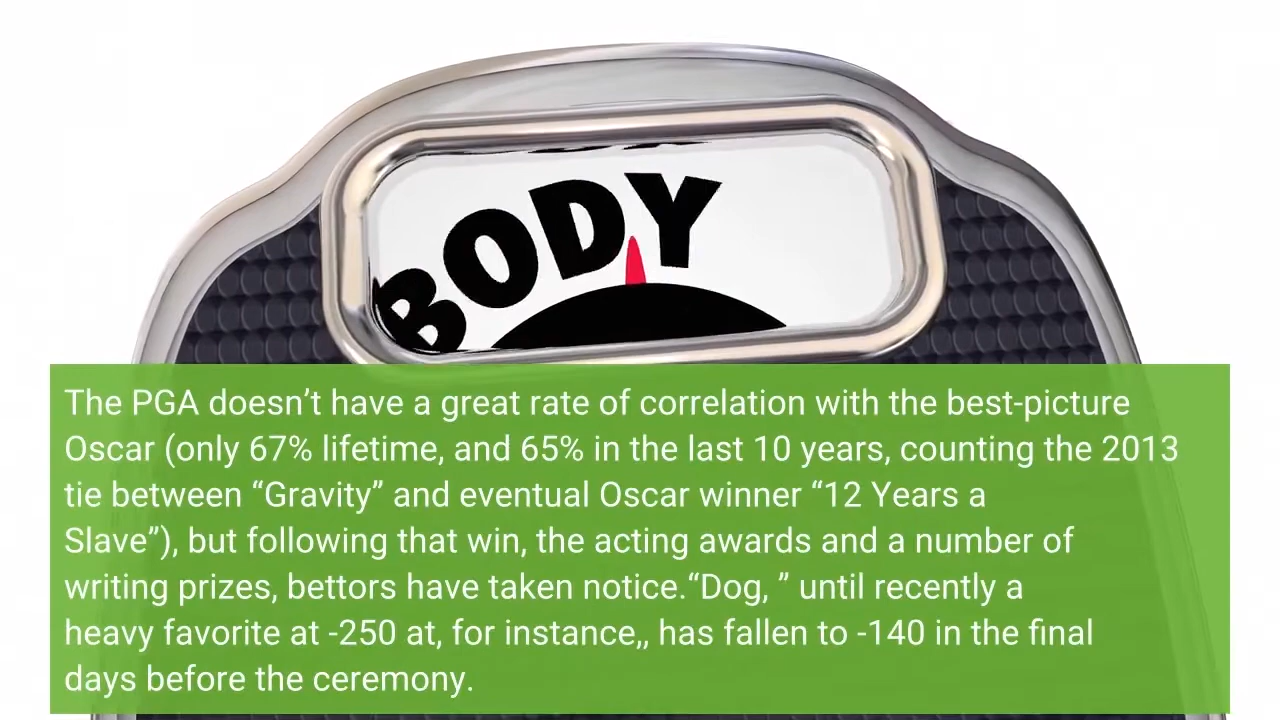 BODY
The PGA doesn’t have a great rate of correlation with the best-picture
Oscar (only 67% lifetime, and 65% in the last 10 years, counting the 2013
tie between “Gravity” and eventual Oscar winner “12 Years a
Slave”), but following that win, the acting awards and a number of
writing prizes, bettors have taken notice.“Dog, ” until recently a
heavy favorite at -250 at, for instance,, has fallen to -140 in the final
days before the ceremony.